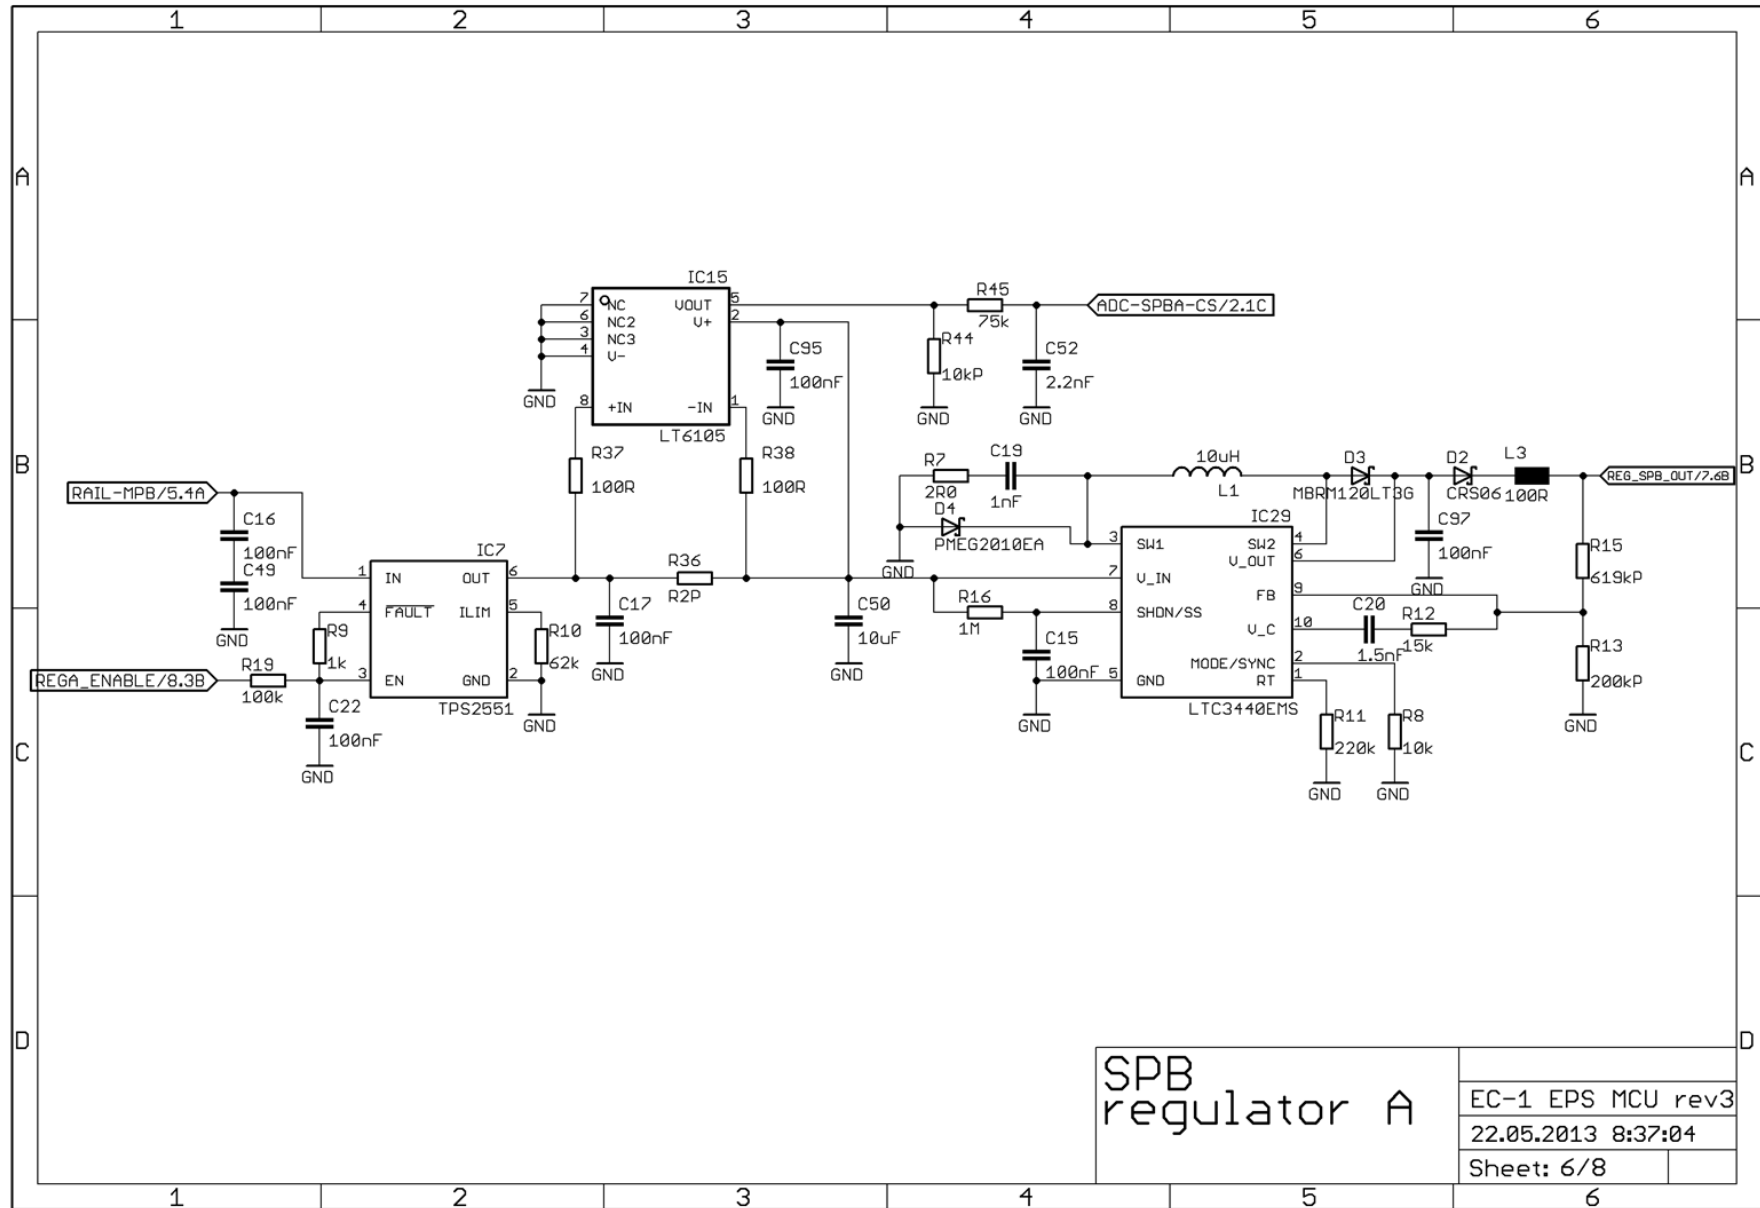 1 2 3 4 5 6
A A
IC15
7 NC VOUT 5
6 NC2 V+ 2
3 NC3
4 V-
8 +IN -IN 1
LT6105
GND
C95
100nF
GND
R45
75k
ADC-SPBA-CS/2.1C
R44
10kP
GND
C52
2.2nF
GND
B B
R37
100R
R38
100R
RAIL-MPB/5.4A
C16
100nF
C49
100nF
GND
IC7
1 IN OUT 6
4 FAULT ILIM 5
3 EN GND 2
TPS2551
R36
R2P
R9
1k
R19
100k
REGA_ENABLE/8.3B
C22
100nF
GND
R10
62k
GND
C17
100nF
GND
C50
10uF
GND
R7
2R0
C19
1nF
D4
PMEG2010EA
GND
10uH
L1
D3
MBRM120LT3G
D2
CRS06
L3
100R
REG_SPB_OUT/7.6B
IC29
3 SW1 SW2 4
V_OUT 6
7 V_IN
FB 9
8 SHDN/SS
V_C 10
MODE/SYNC 2
5 GND RT 1
LTC3440EMS
C97
100nF
GND
R15
619kP
R16
1M
C15
100nF
GND
C20
1.5nF
R12
15k
R13
200kP
GND
R11
220k
GND
R8
10k
GND
C C
D D
SPB
regulator A
EC-1 EPS MCU rev3
22.05.2013 8:37:04
Sheet: 6/8
1 2 3 4 5 6